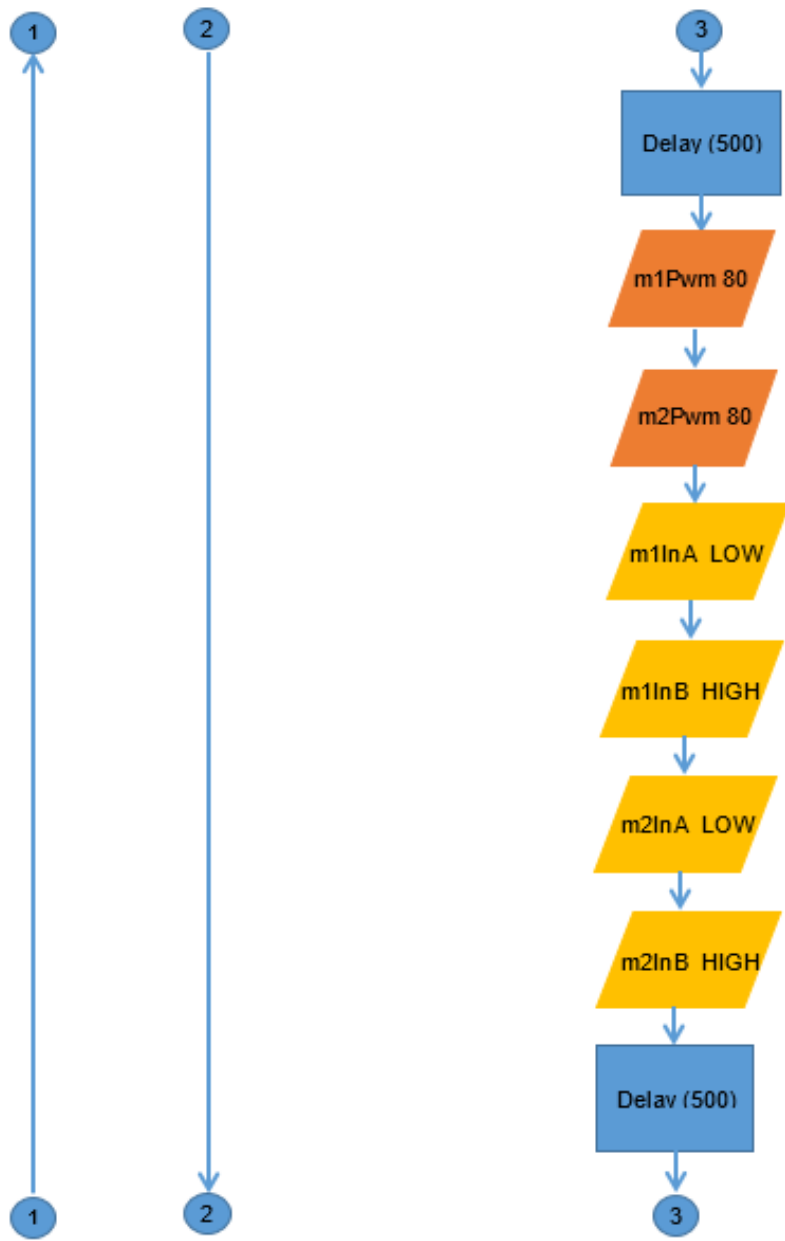 1
2
3
Delay (500)
m1Pwm 80
m2Pwm 80
m1InA LOW
m1InB HIGH
m2InA LOW
m2InB HIGH
Delay (500)
1
2
3